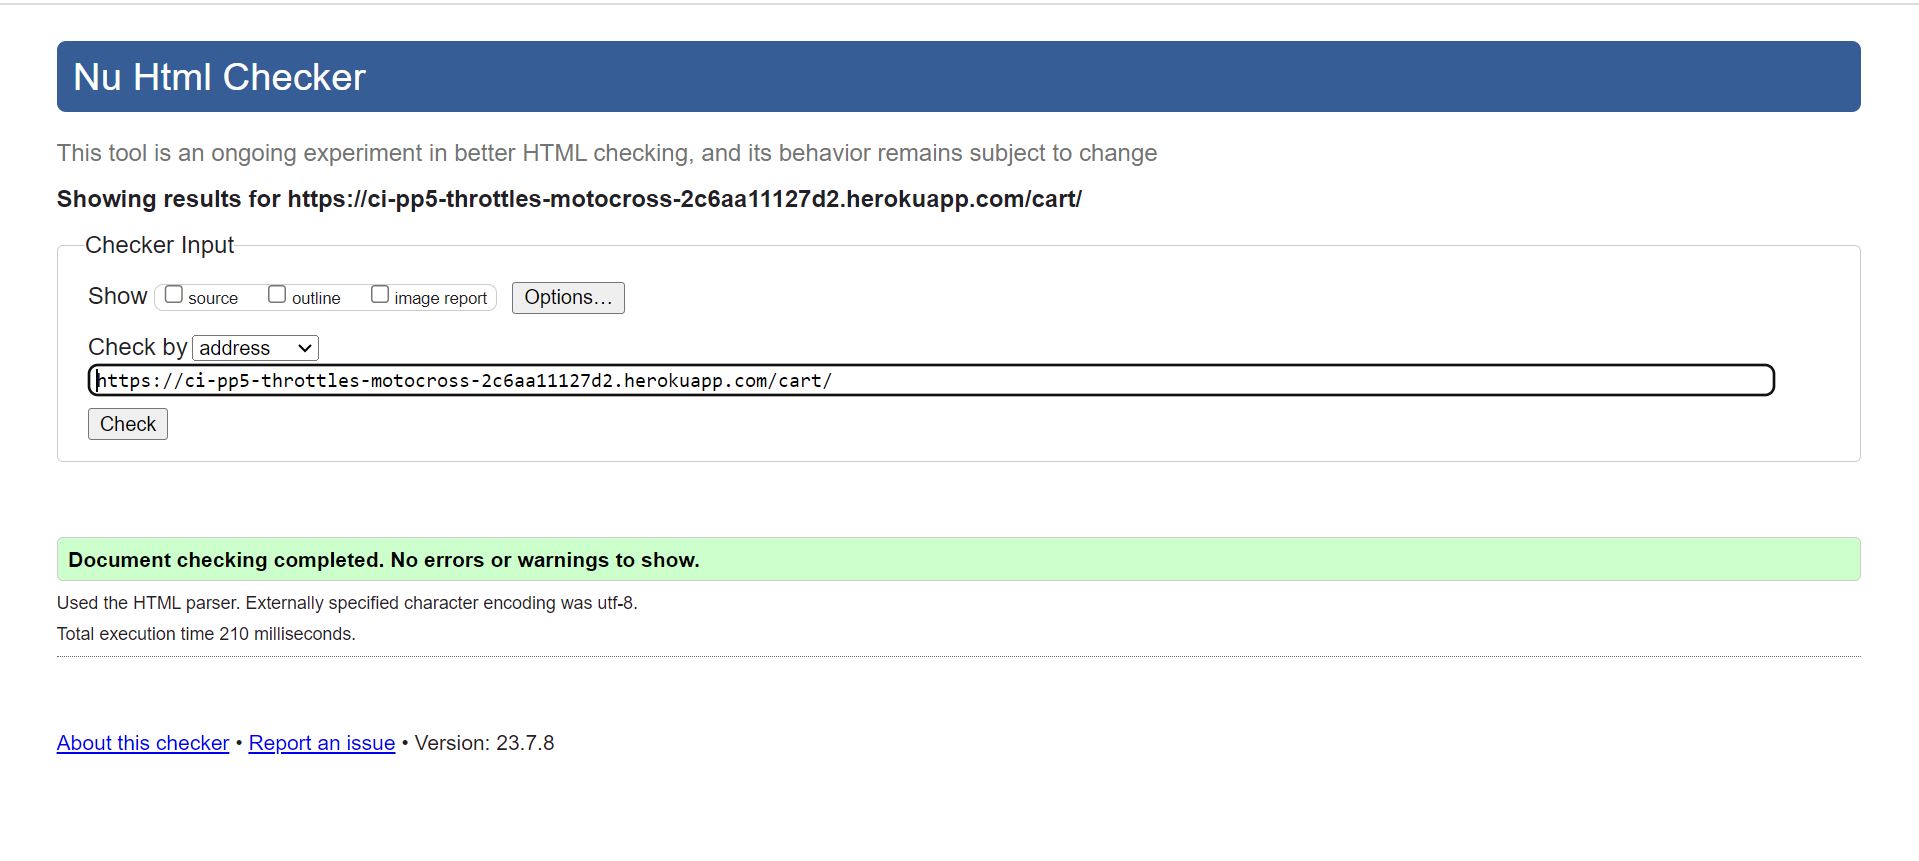 Nu Html Checker
This tool is an ongoing experiment in better HTML checking, and its behavior remains subject to change
Showing results for https://ci-pp5-throttles-motocross-2c6aa11127d2.herokuapp.com/cart/
Checker Input
Show source outline image report Options...
Check by address
https://ci-pp5-throttles-motocross-2c6aa11127d2.herokuapp.com/cart/
Check
Document checking completed. No errors or warnings to show.
Used the HTML parser. Externally specified character encoding was utf-8.
Total execution time 210 milliseconds.
About this checker • Report an issue • Version: 23.7.8